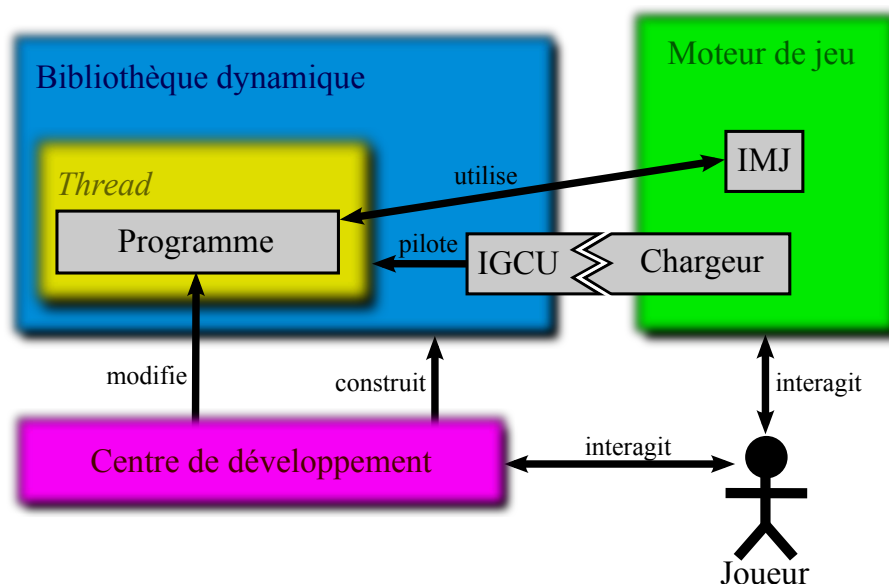 Bibliothèque dynamique
Moteur de jeu
Thread
utilise
IMJ
Programme
pilote
IGCU
Chargeur
modifie
construit
interagit
Centre de développement
interagit
Joueur